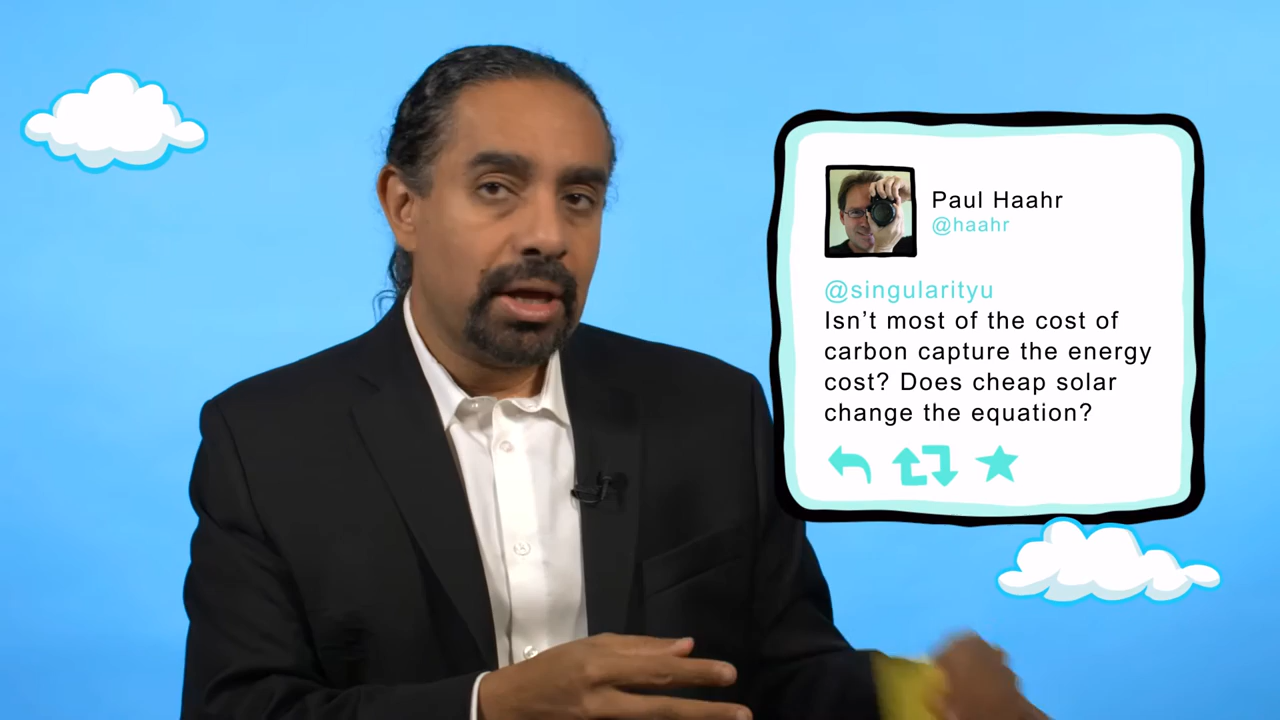 Paul Haahr
@haahr
@singularityu
Isn't most of the cost of
carbon capture the energy
cost? Does cheap solar
change the equation?